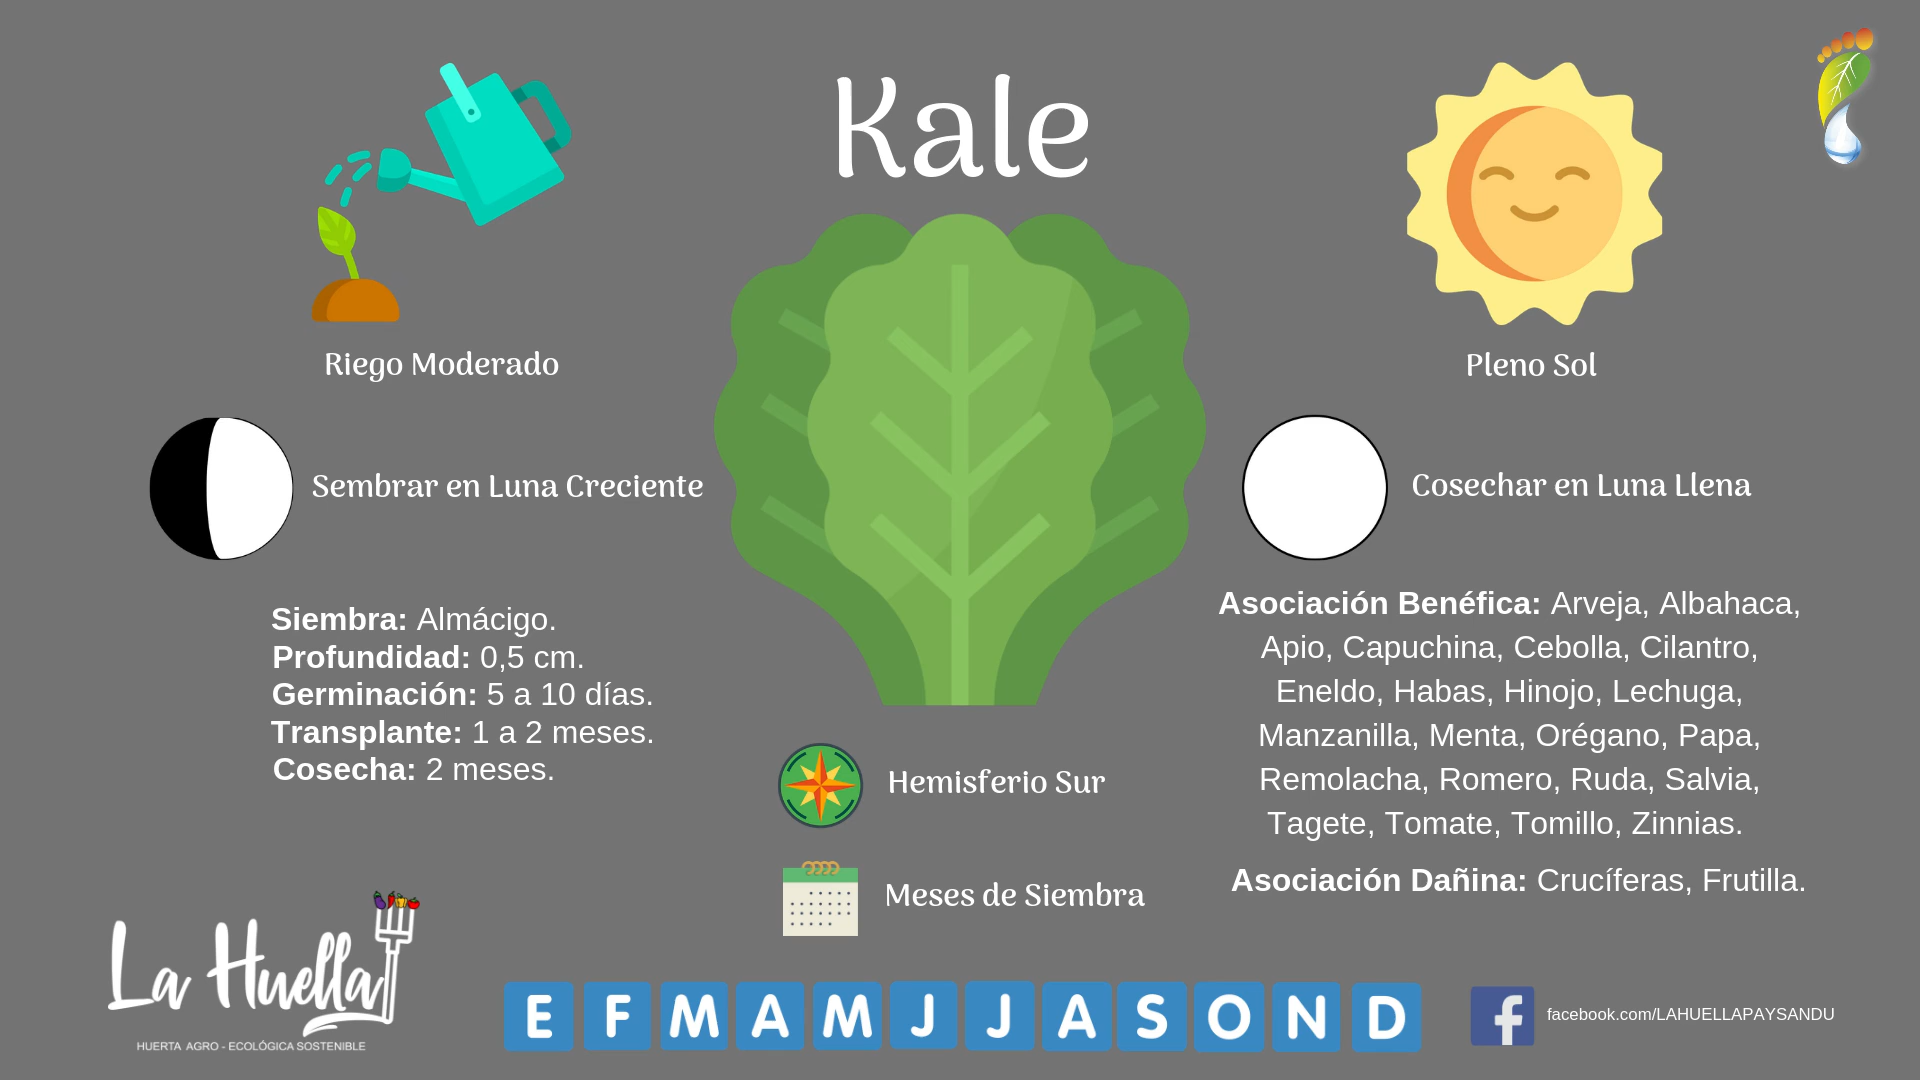 Kale
Riego Moderado
Pleno Sol
Sembrar en Luna Creciente
Cosechar en Luna Llena
Siembra: Almácigo.
Profundidad: 0,5 cm.
Germinación: 5 a 10 días.
Transplante: 1 a 2 meses.
Cosecha: 2 meses.
Asociación Benéfica: Arveja, Albahaca,
Apio, Capuchina, Cebolla, Cilantro,
Eneldo, Habas, Hinojo, Lechuga,
Manzanilla, Menta, Orégano, Papa,
Remolacha, Romero, Ruda, Salvia,
Tagete, Tomate, Tomillo, Zinnias.
Asociación Dañina: Crucíferas, Frutilla.
Hemisferio Sur
Meses de Siembra
La Huella
HUERTA AGRO - ECOLÓGICA SOSTENIBLE
E F M A M J J A S O N D
f facebook.com/LAHUELLAPAYSANDU